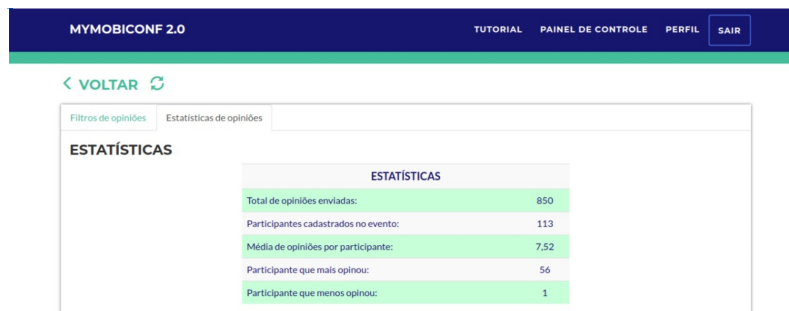 MYMOBICONF 2.0 TUTORIAL PAINEL DE CONTROLE PERFIL SAIR
VOLTAR
Filtros de opiniões Estatísticas de opiniões
ESTATÍSTICAS
ESTATÍSTICAS
Total de opiniões enviadas: 850
Participantes cadastrados no evento: 113
Média de opiniões por participante: 7,52
Participante que mais opinou: 56
Participante que menos opinou: 1